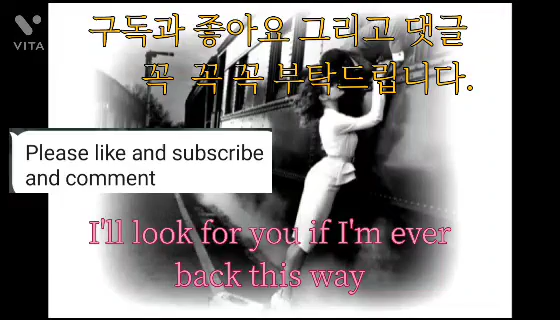 VITA
구독과 좋아요 그리고 댓글
꼭 꼭 꼭 부탁드립니다.
Please like and subscribe
and comment
I'll look for you if I'm ever
back this way